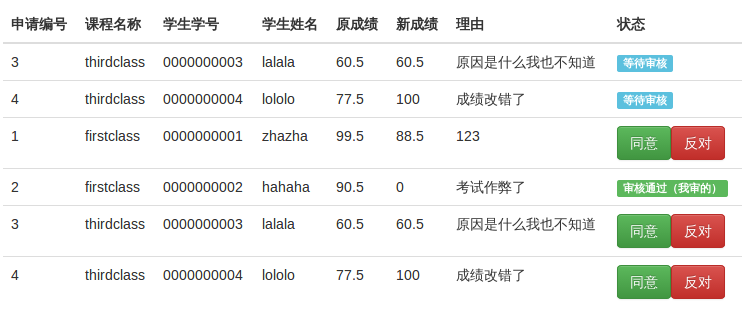 申请编号 课程名称 学生学号 学生姓名 原成绩 新成绩 理由 状态
3 thirdclass 0000000003 lalala 60.5 60.5 原因是什么我也不知道 等待审核
4 thirdclass 0000000004 lololo 77.5 100 成绩改错了 等待审核
1 firstclass 0000000001 zhazha 99.5 88.5 123 同意 反对
2 firstclass 0000000002 hahaha 90.5 0 考试作弊了 审核通过（我审的）
3 thirdclass 0000000003 lalala 60.5 60.5 原因是什么我也不知道 同意 反对
4 thirdclass 0000000004 lololo 77.5 100 成绩改错了 同意 反对